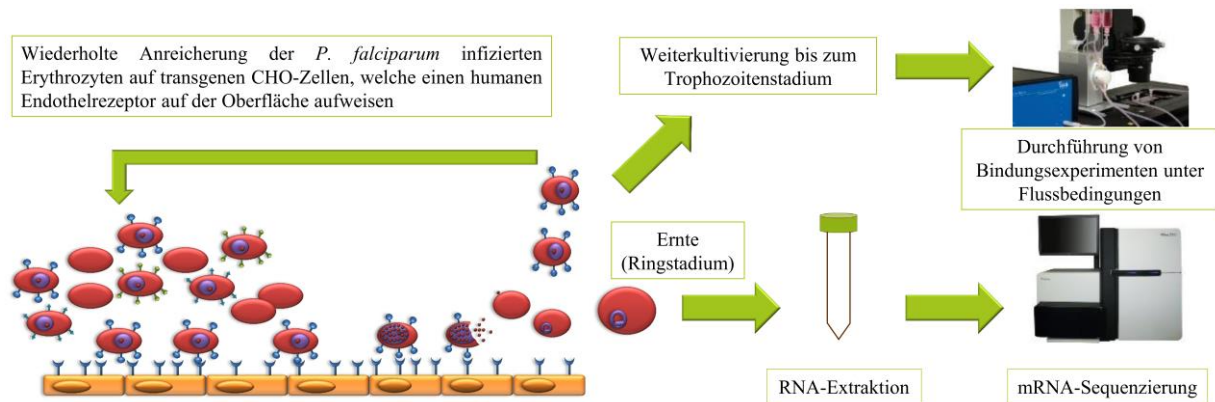 Wiederholte Anreicherung der P. falciparum infizierten
Erythrozyten auf transgenen CHO-Zellen, welche einen humanen
Endothelrezeptor auf der Oberfläche aufweisen
Weiterkultivierung bis zum
Trophozoitenstadium
Durchführung von
Bindungsexperimenten unter
Flussbedingungen
Ernte
(Ringstadium)
RNA-Extraktion
mRNA-Sequenzierung